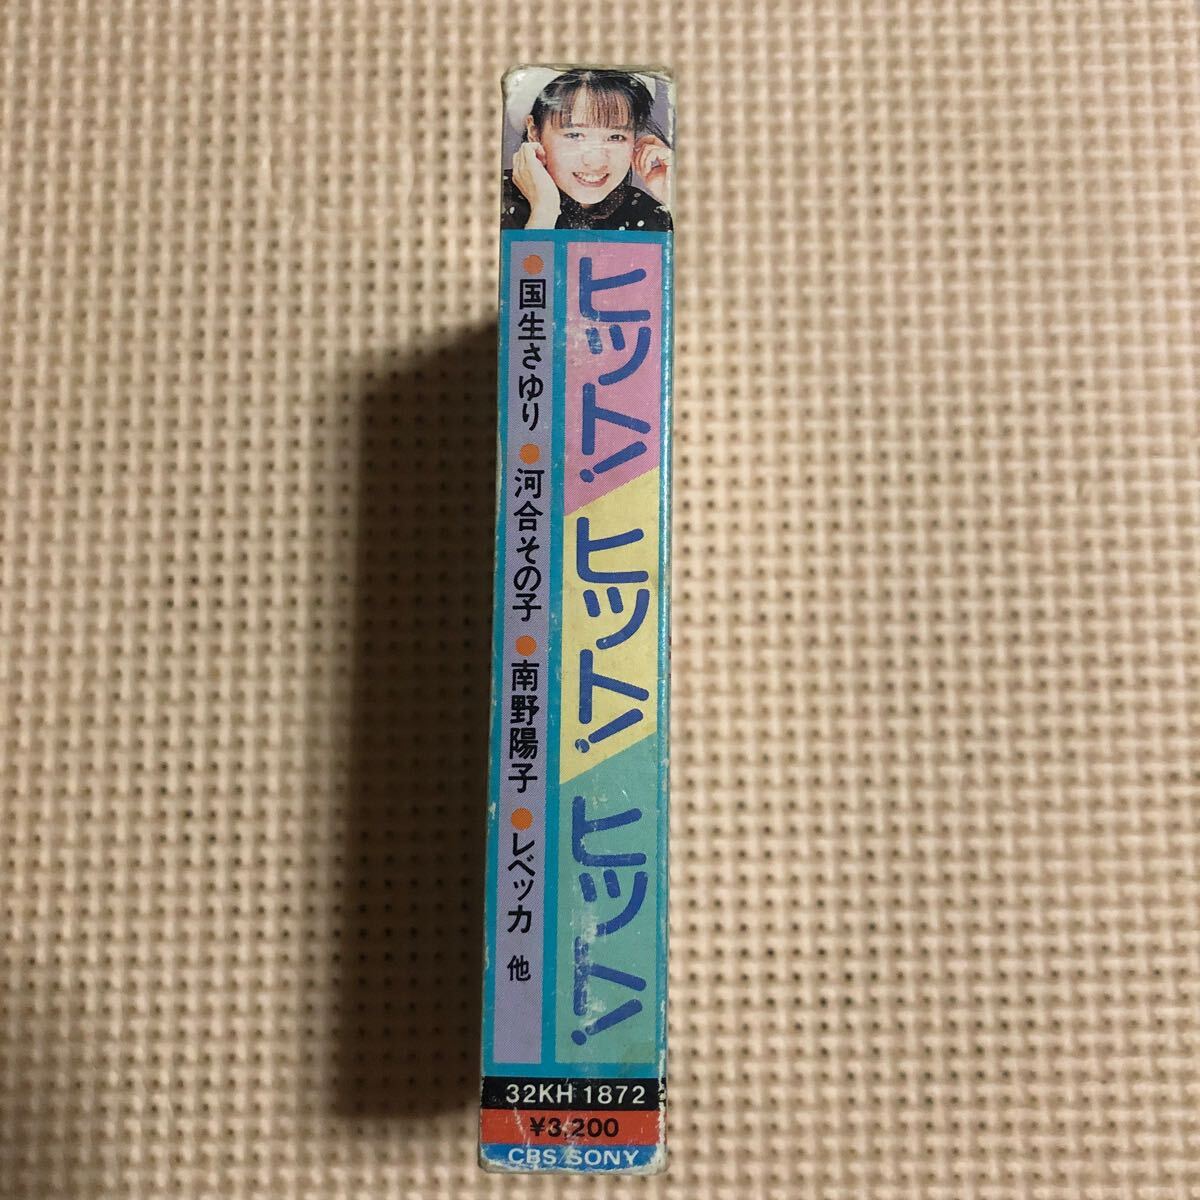 ヒット!ヒット!ヒット!
●国生さゆり●河合その子●南野陽子●レベッカ 他
32KH 1872
¥3,200
CBS/SONY